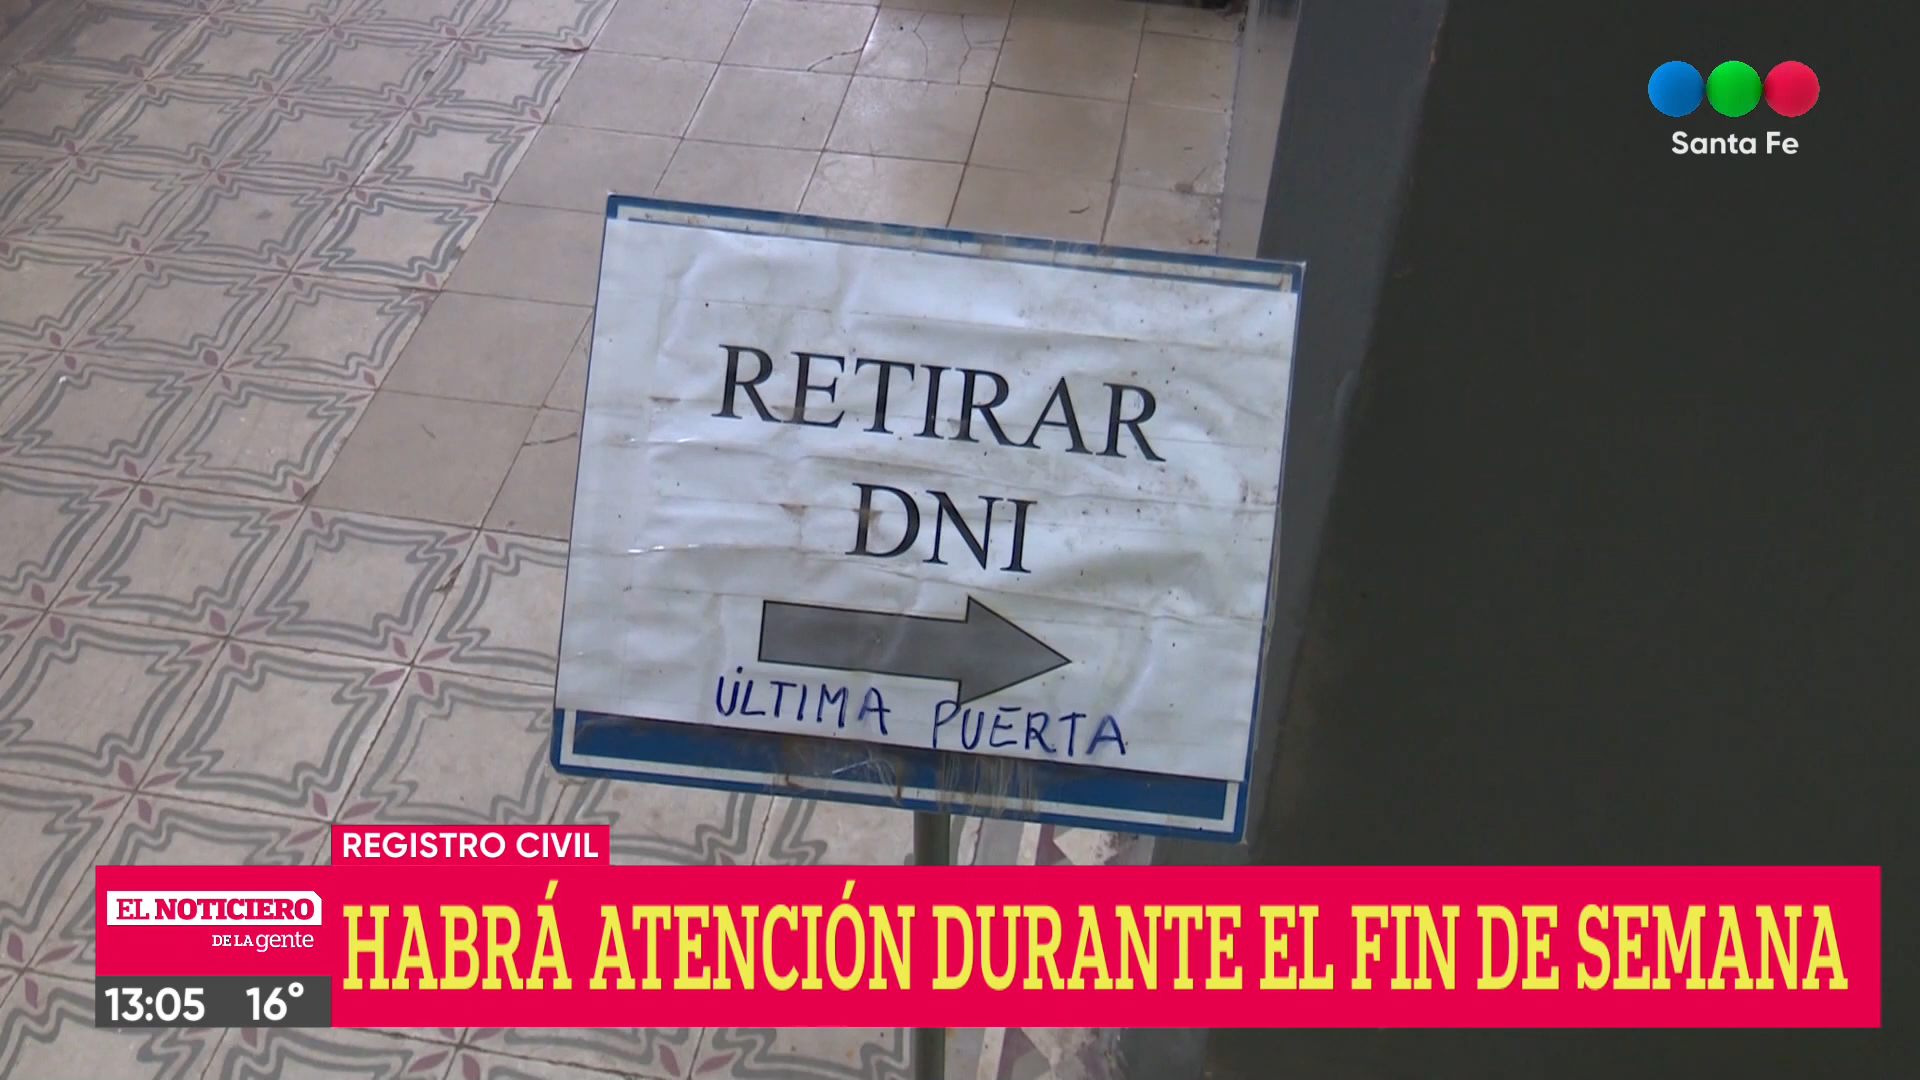 Santa Fe
RETIRAR
DNI
ÚLTIMA PUERTA
REGISTRO CIVIL
EL NOTICIERO
DE LA gente
HABRÁ ATENCIÓN DURANTE EL FIN DE SEMANA
13:05 16°